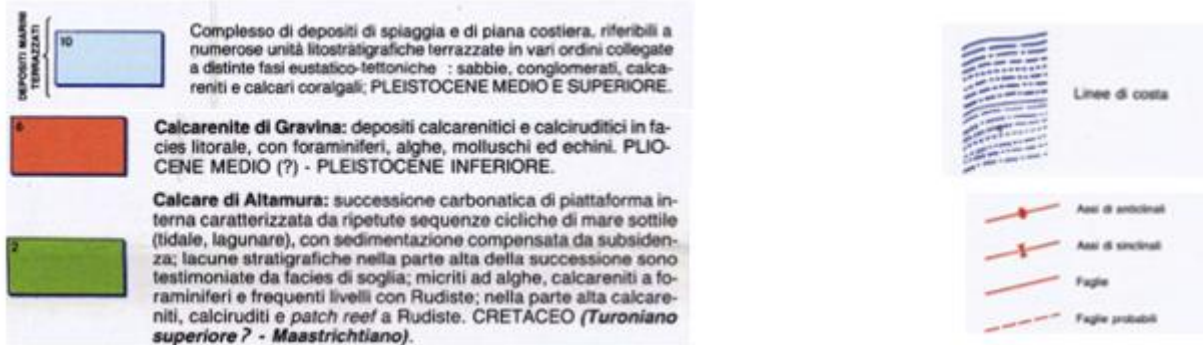 DEPOSITI MARINI
TERRAZZATI
10
Complesso di depositi di spiaggia e di piana costiera, riferibili a
numerose unità litostratigrafiche terrazzate in vari ordini collegate
a distinte fasi eustatico-tettoniche : sabbie, conglomerati, calca-
reniti e calcari coralgali; PLEISTOCENE MEDIO E SUPERIORE.
6
Calcarenite di Gravina: depositi calcarenitici e calciruditici in fa-
cies litorale, con foraminiferi, alghe, molluschi ed echini. PLIO-
CENE MEDIO (?) - PLEISTOCENE INFERIORE.
2
Calcare di Altamura: successione carbonatica di piattaforma in-
terna caratterizzata da ripetute sequenze cicliche di mare sottile
(tidale, lagunare), con sedimentazione compensata da subsiden-
za; lacune stratigrafiche nella parte alta della successione sono
testimoniate da facies di soglia; micriti ad alghe, calcareniti a fo-
raminiferi e frequenti livelli con Rudiste; nella parte alta calcare-
niti, calciruditi e patch reef a Rudiste. CRETACEO (Turoniano
superiore ? - Maastrichtiano).
Linee di costa
Assi di anticlinali
Assi di sinclinali
Faglie
Faglie probabili